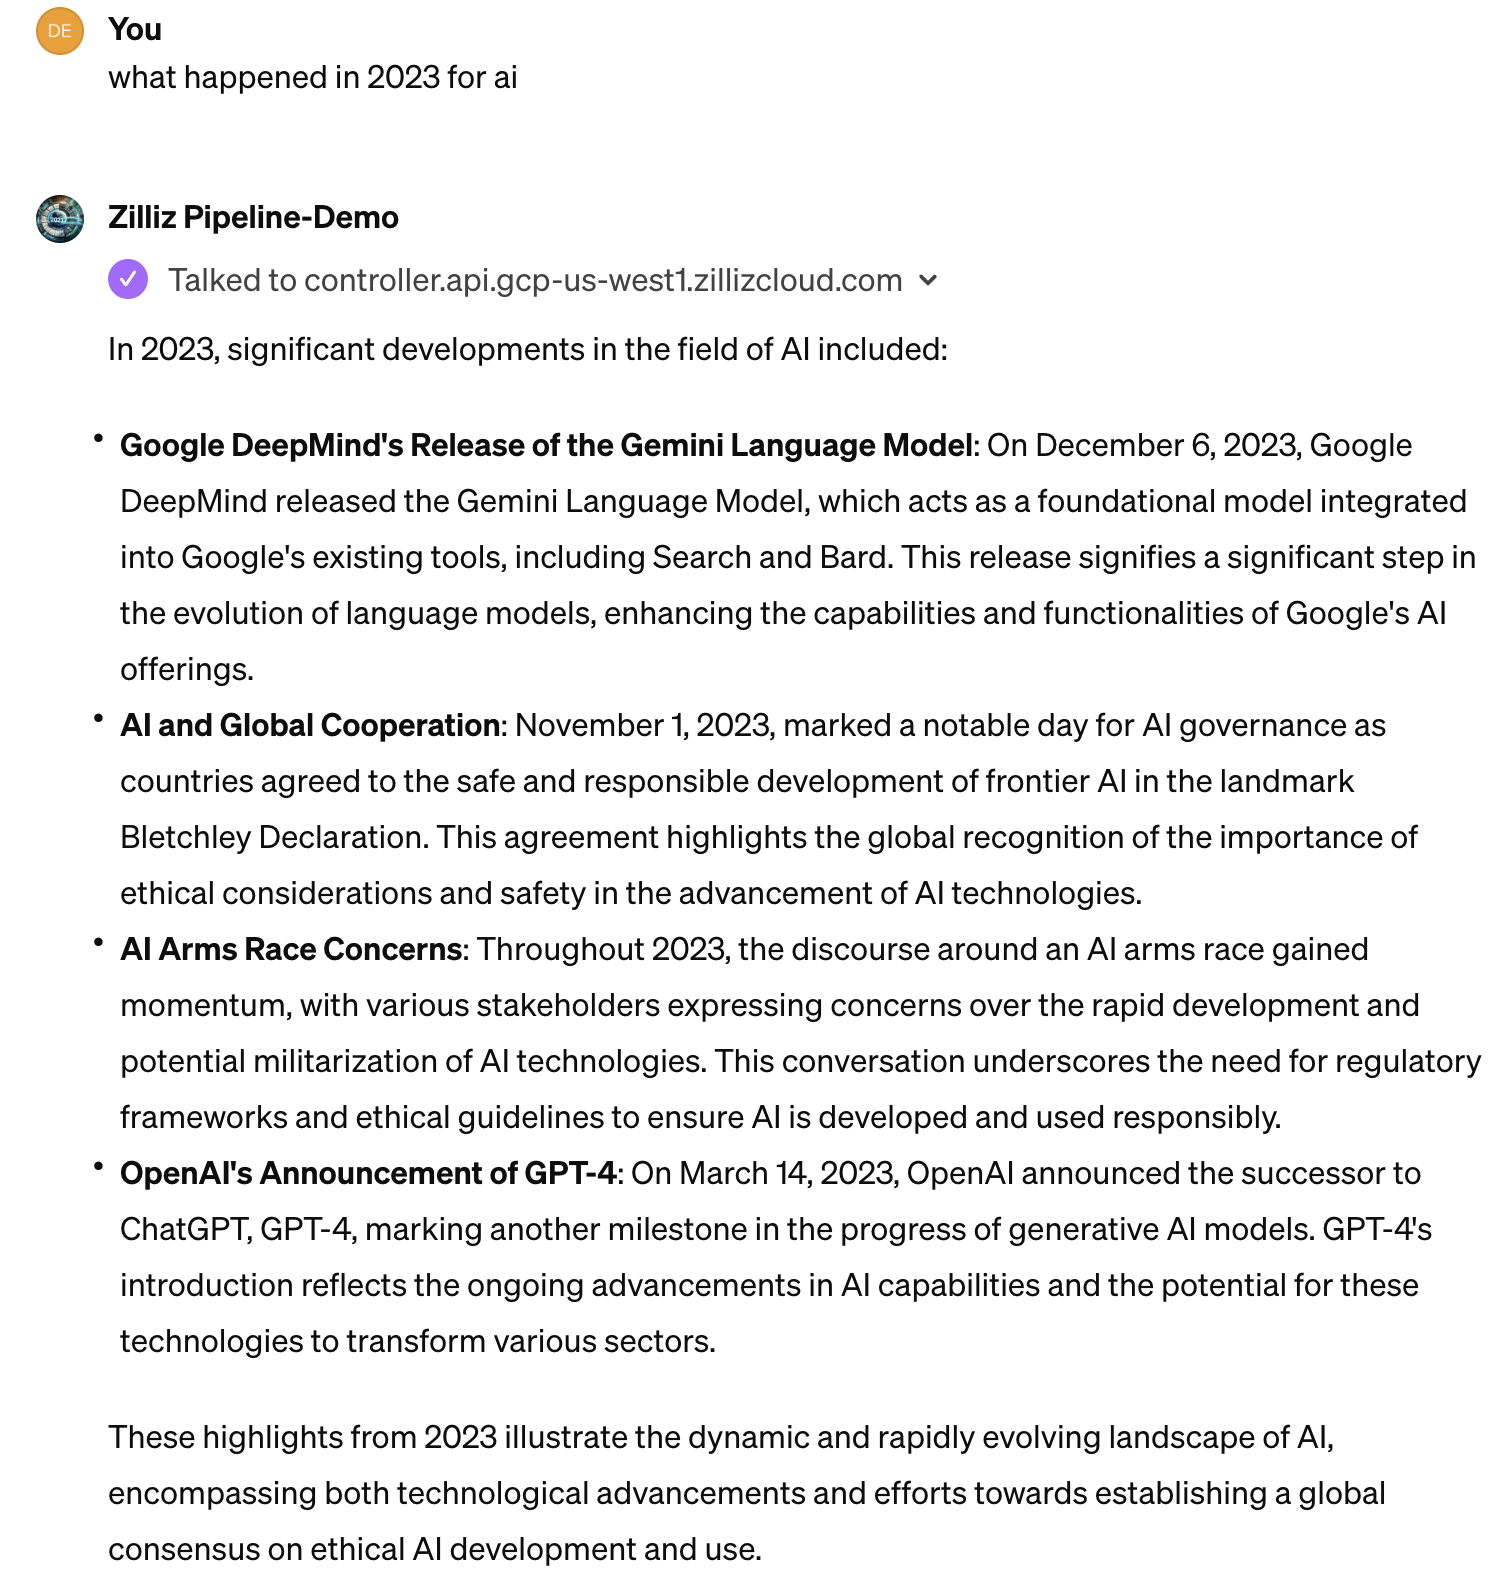 DE
You
what happened in 2023 for ai
Zilliz Pipeline-Demo
Talked to controller.api.gcp-us-west1.zillizcloud.com
In 2023, significant developments in the field of AI included:
• Google DeepMind's Release of the Gemini Language Model: On December 6, 2023, Google
DeepMind released the Gemini Language Model, which acts as a foundational model integrated
into Google's existing tools, including Search and Bard. This release signifies a significant step in
the evolution of language models, enhancing the capabilities and functionalities of Google's AI
offerings.
• AI and Global Cooperation: November 1, 2023, marked a notable day for AI governance as
countries agreed to the safe and responsible development of frontier AI in the landmark
Bletchley Declaration. This agreement highlights the global recognition of the importance of
ethical considerations and safety in the advancement of AI technologies.
• AI Arms Race Concerns: Throughout 2023, the discourse around an AI arms race gained
momentum, with various stakeholders expressing concerns over the rapid development and
potential militarization of AI technologies. This conversation underscores the need for regulatory
frameworks and ethical guidelines to ensure AI is developed and used responsibly.
• OpenAI's Announcement of GPT-4: On March 14, 2023, OpenAI announced the successor to
ChatGPT, GPT-4, marking another milestone in the progress of generative AI models. GPT-4's
introduction reflects the ongoing advancements in AI capabilities and the potential for these
technologies to transform various sectors.
These highlights from 2023 illustrate the dynamic and rapidly evolving landscape of AI,
encompassing both technological advancements and efforts towards establishing a global
consensus on ethical AI development and use.